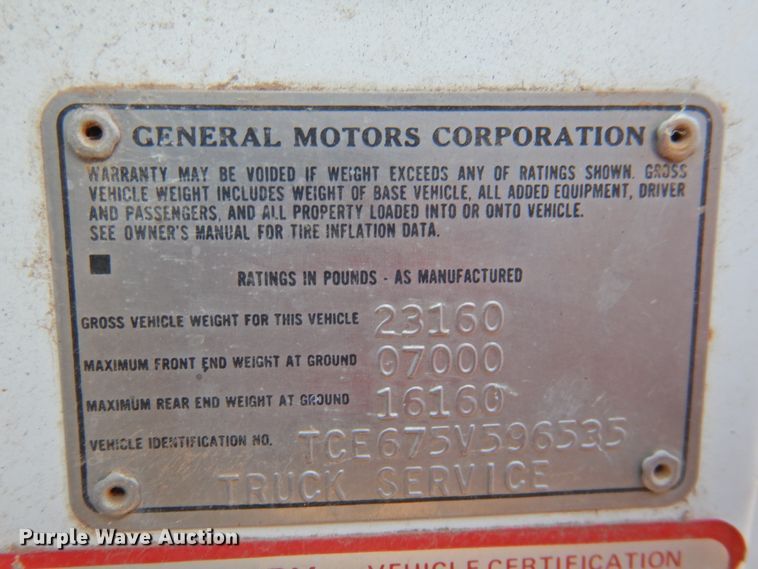 GENERAL MOTORS CORPORATION
WARRANTY MAY BE VOIDED IF WEIGHT EXCEEDS ANY OF RATINGS SHOWN. GROSS
VEHICLE WEIGHT INCLUDES WEIGHT OF BASE VEHICLE, ALL ADDED EQUIPMENT, DRIVER
AND PASSENGERS, AND ALL PROPERTY LOADED INTO OR ONTO VEHICLE.
SEE OWNER'S MANUAL FOR TIRE INFLATION DATA.
RATINGS IN POUNDS - AS MANUFACTURED
GROSS VEHICLE WEIGHT FOR THIS VEHICLE 23160
MAXIMUM FRONT END WEIGHT AT GROUND 07000
MAXIMUM REAR END WEIGHT AT GROUND 16160
VEHICLE IDENTIFICATION NO. TCE675V596535
TRUCK SERVICE
Purple Wave Auction
VEHICLE CERTIFICATION